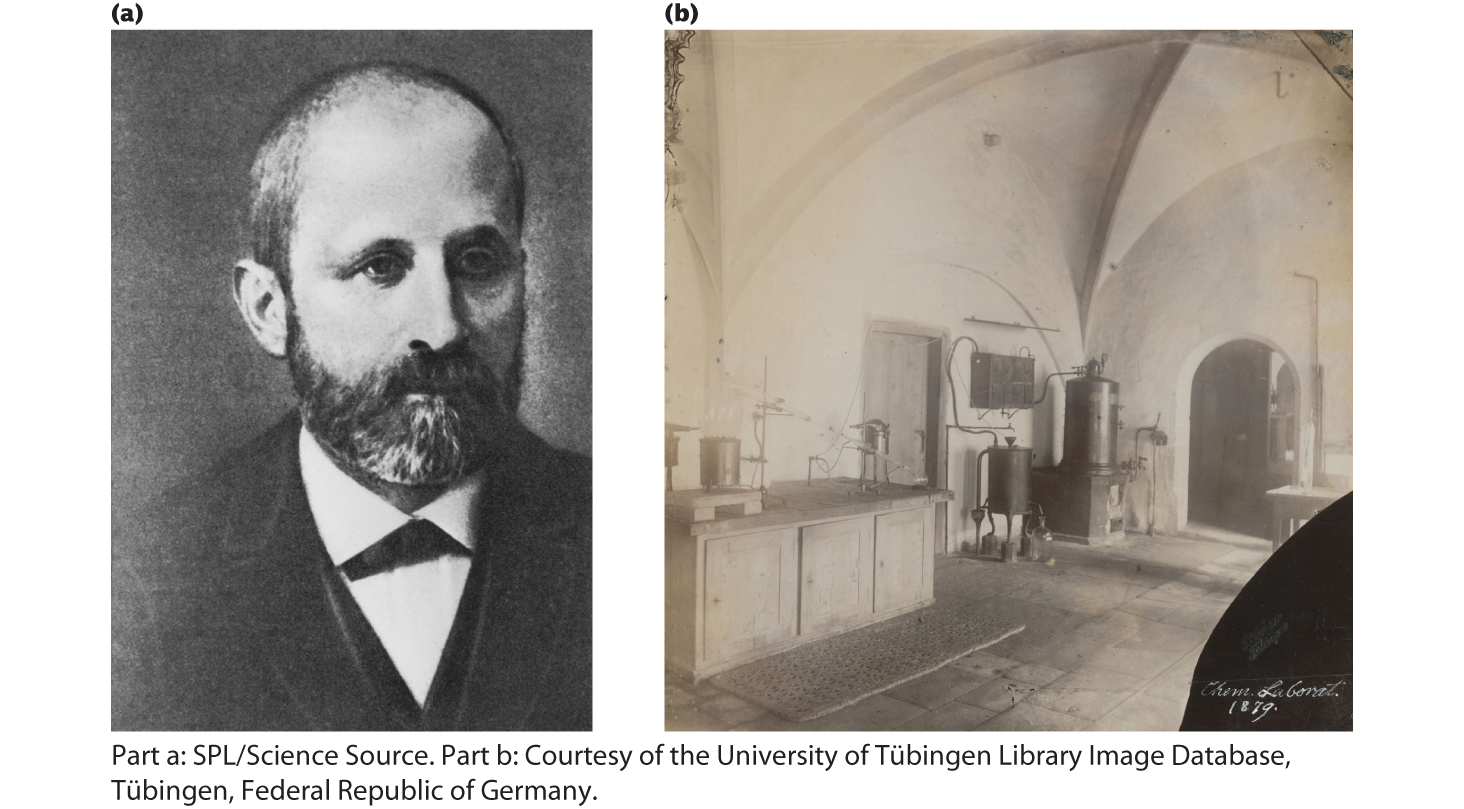 (a)
(b)
Chem. Laborat.
1879.
Part a: SPL/Science Source. Part b: Courtesy of the University of Tübingen Library Image Database,
Tübingen, Federal Republic of Germany.